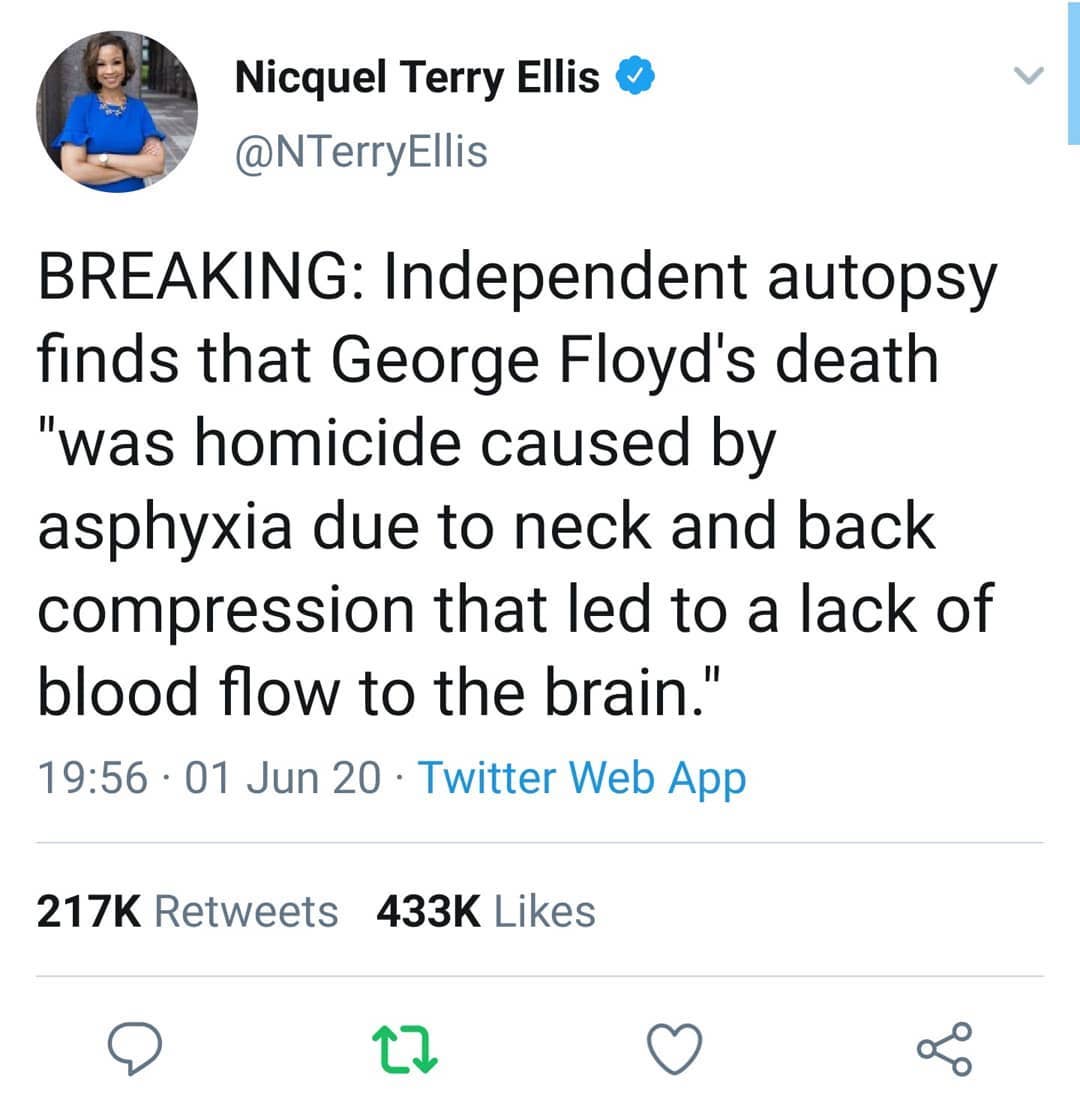 Nicquel Terry Ellis
@NTerryEllis
BREAKING: Independent autopsy
finds that George Floyd's death
"was homicide caused by
asphyxia due to neck and back
compression that led to a lack of
blood flow to the brain."
19:56 · 01 Jun 20 · Twitter Web App
217K Retweets 433K Likes